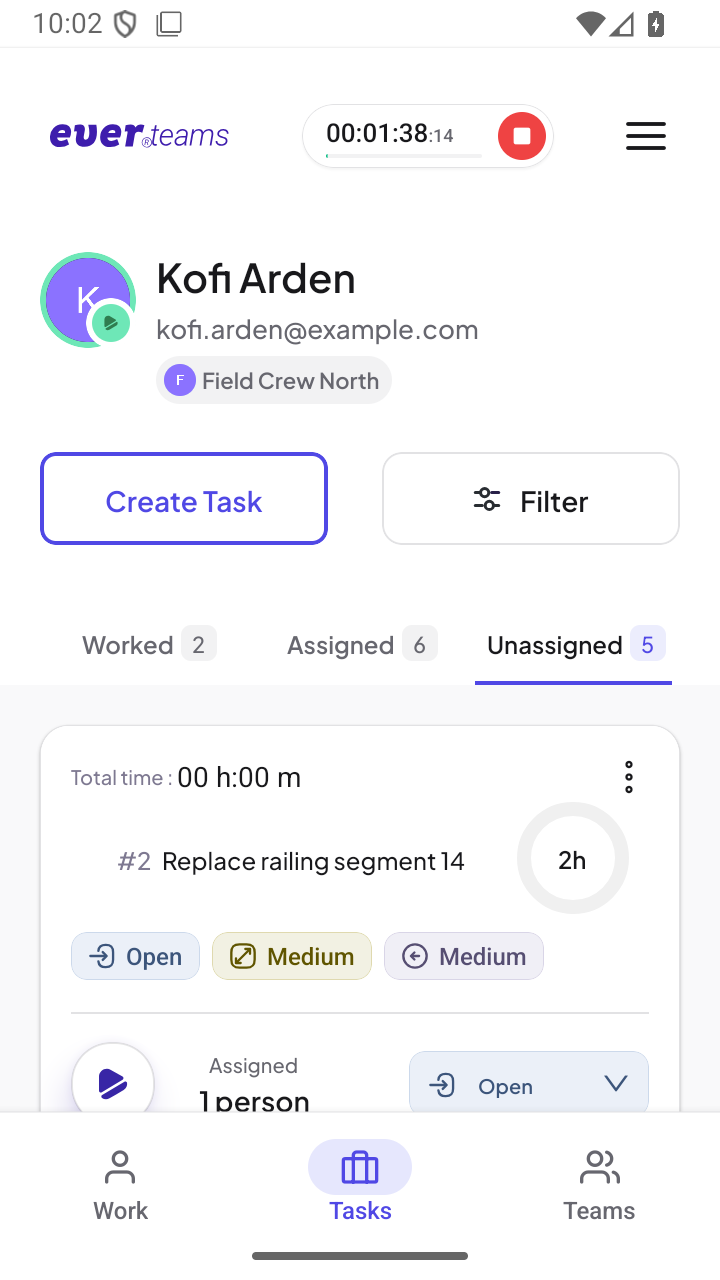 10:02
ever®teams
00:01:38:14
K
Kofi Arden
kofi.arden@example.com
F Field Crew North
Create Task
Filter
Worked 2
Assigned 6
Unassigned 5
Total time : 00 h:00 m
#2 Replace railing segment 14
2h
Open
Medium
Medium
Assigned
1 person
Open
Work
Tasks
Teams